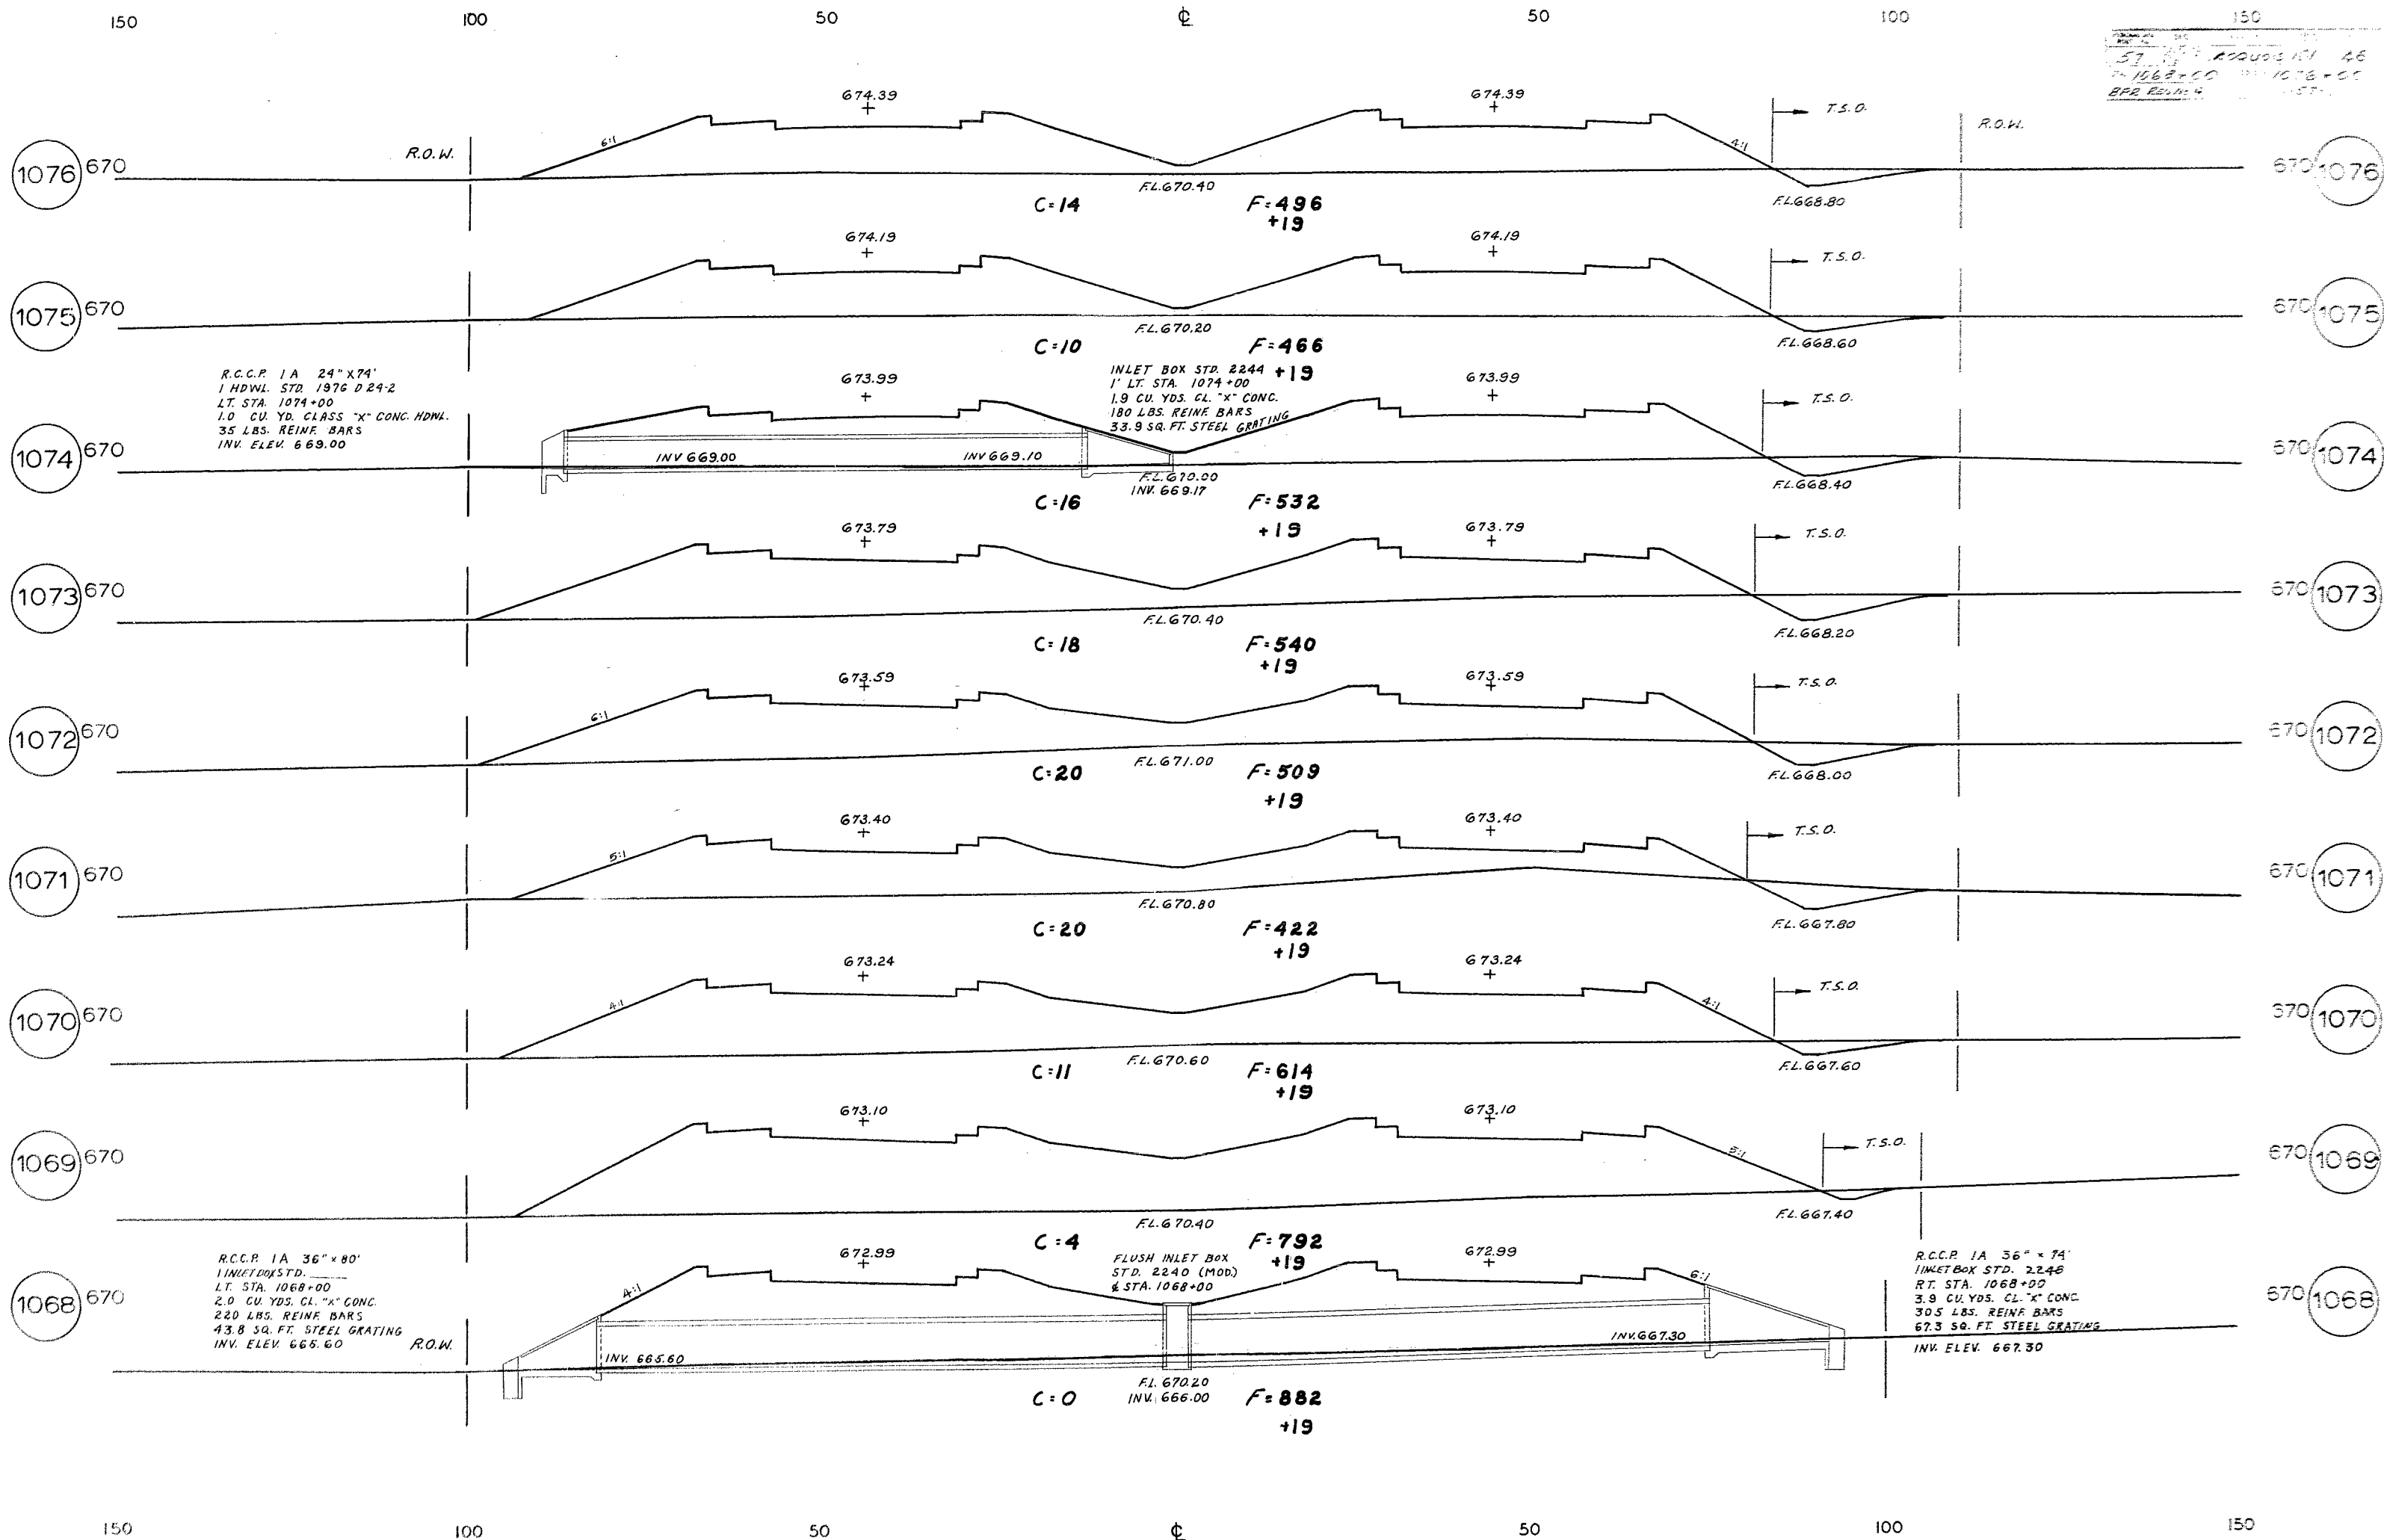 150 100 50 ℄ 50 100 150
57 46
1068+00 1076+00
674.39 674.39 T.S.O.
R.O.W. 6:1 4:1 R.O.W.
1076 670 670 1076
F.L.670.40 F.L.668.80
C=14 F=496
+19
674.19 674.19 T.S.O.
1075 670 670 1075
F.L.670.20 F.L.668.60
C=10 F=466
+19
R.C.C.P. 1A 24" X 74'
1 HDWL. STD. 1976 D 24-2
LT. STA. 1074+00
1.0 CU. YD. CLASS "X" CONC. HDWL.
35 LBS. REINF. BARS
INV. ELEV. 669.00
673.99
INLET BOX STD. 2244
1' LT. STA. 1074+00
1.9 CU. YDS. CL. "X" CONC.
180 LBS. REINF. BARS
33.9 SQ. FT. STEEL GRATING
673.99 T.S.O.
1074 670 670 1074
INV 669.00 INV 669.10
F.L.670.00 F.L.668.40
INV. 669.17
C=16 F=532
+19
673.79 673.79 T.S.O.
1073 670 670 1073
F.L.670.40 F.L.668.20
C=18 F=540
+19
673.59 673.59 T.S.O.
6:1
1072 670 670 1072
F.L.671.00 F.L.668.00
C=20 F=509
+19
673.40 673.40 T.S.O.
5:1
1071 670 670 1071
F.L.670.80 F.L.667.80
C=20 F=422
+19
673.24 673.24 T.S.O.
4:1 4:1
1070 670 670 1070
F.L.670.60 F.L.667.60
C=11 F=614
+19
673.10 673.10 T.S.O.
5:1
1069 670 670 1069
F.L.670.40 F.L.667.40
C=4 F=792
+19
R.C.C.P. 1A 36" x 80'
1 INLET BOX STD.
LT. STA. 1068+00
2.0 CU. YDS. CL. "X" CONC.
220 LBS. REINF BARS
43.8 SQ. FT. STEEL GRATING
INV. ELEV. 665.60 R.O.W.
672.99
FLUSH INLET BOX
STD. 2240 (MOD.)
℄ STA. 1068+00
672.99
R.C.C.P. 1A 36" x 74'
1 INLET BOX STD. 2246
RT. STA. 1068+00
3.9 CU. YDS. CL. "X" CONC.
305 LBS. REINF. BARS
67.3 SQ. FT. STEEL GRATING
INV. ELEV. 667.30
4:1 6:1
1068 670 670 1068
INV. 665.60 INV.667.30
F.L. 670.20
INV. 666.00
C=0 F=882
+19
150 100 50 ℄ 50 100 150